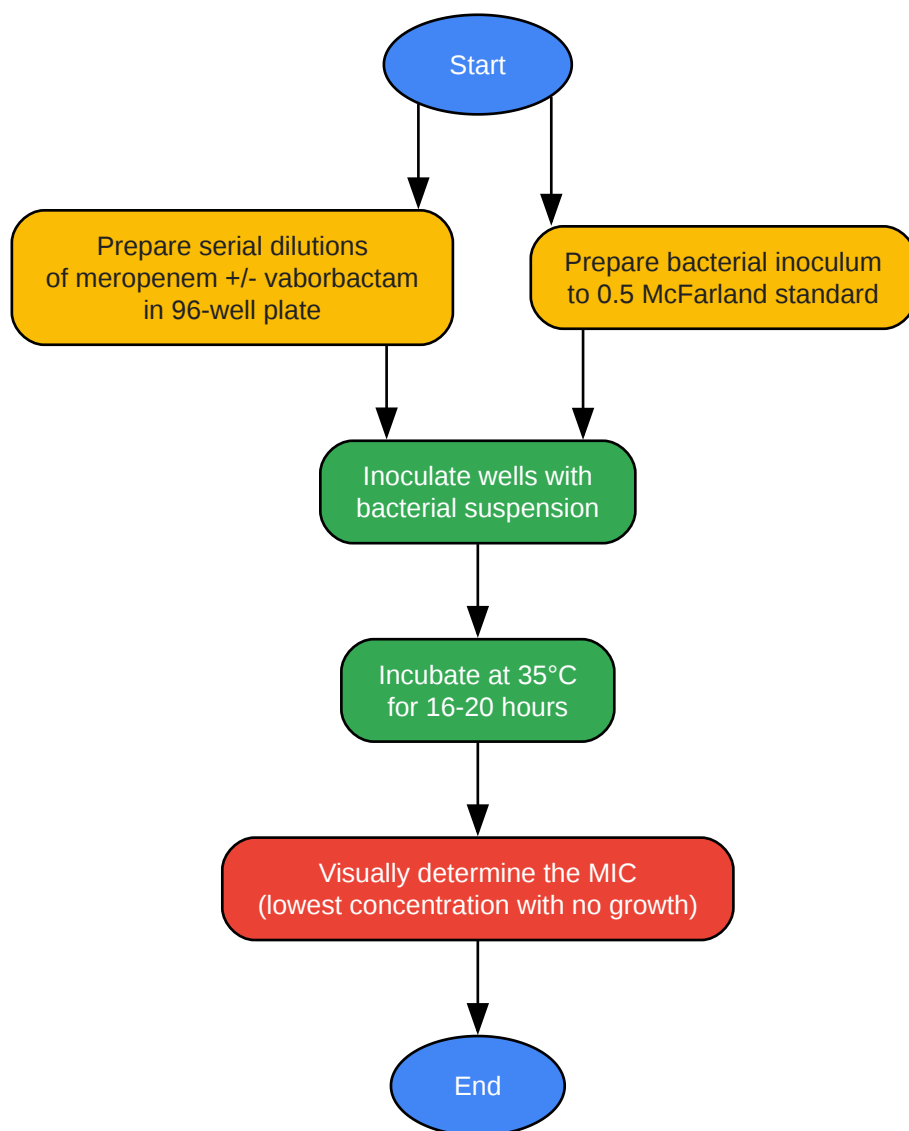 Start
Prepare serial dilutions
of meropenem +/- vaborbactam
in 96-well plate
Prepare bacterial inoculum
to 0.5 McFarland standard
Inoculate wells with
bacterial suspension
Incubate at 35°C
for 16-20 hours
Visually determine the MIC
(lowest concentration with no growth)
End